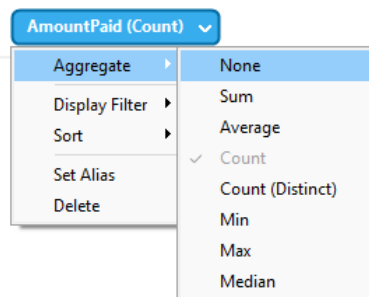 AmountPaid (Count)
Aggregate
Display Filter
Sort
Set Alias
Delete
None
Sum
Average
Count
Count (Distinct)
Min
Max
Median